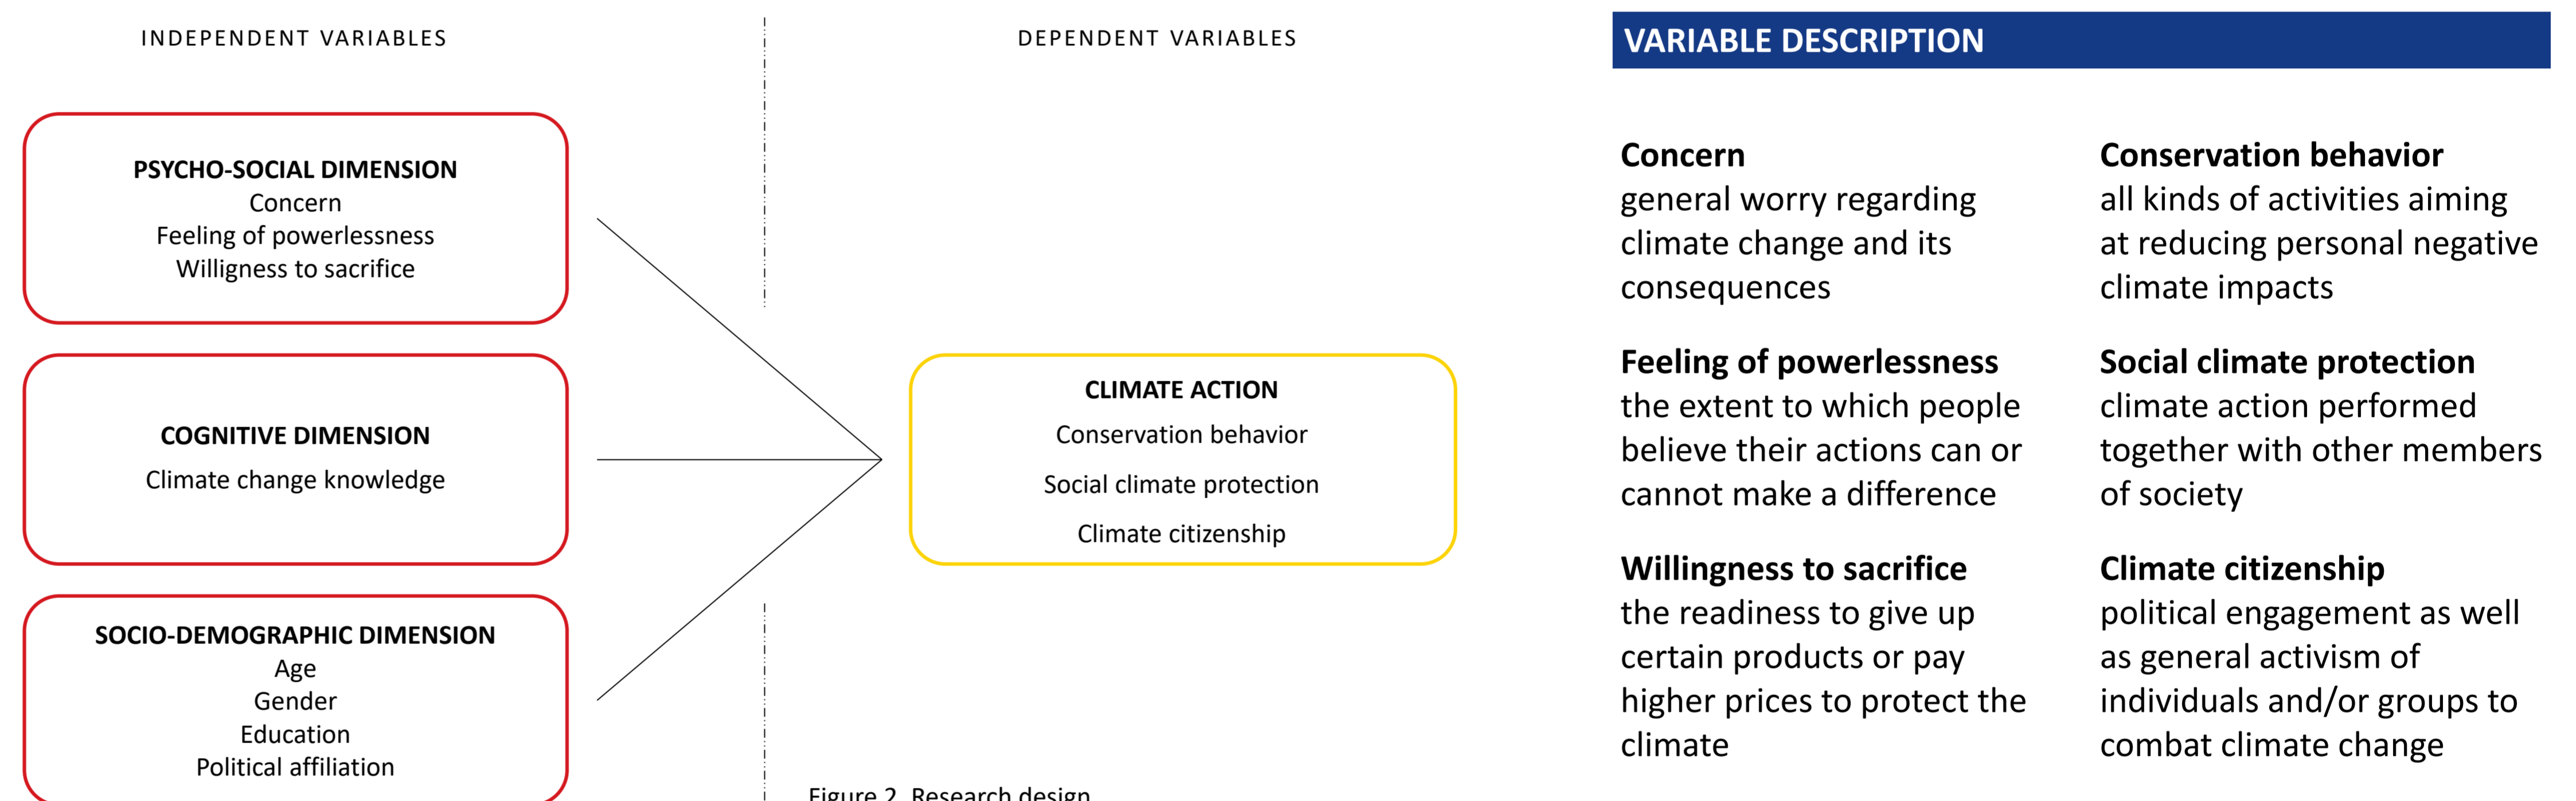 INDEPENDENT VARIABLES
DEPENDENT VARIABLES
PSYCHO-SOCIAL DIMENSION
Concern
Feeling of powerlessness
Willigness to sacrifice
COGNITIVE DIMENSION
Climate change knowledge
SOCIO-DEMOGRAPHIC DIMENSION
Age
Gender
Education
Political affiliation
CLIMATE ACTION
Conservation behavior
Social climate protection
Climate citizenship
Figure 2. Research design
VARIABLE DESCRIPTION
Concern
general worry regarding
climate change and its
consequences
Feeling of powerlessness
the extent to which people
believe their actions can or
cannot make a difference
Willingness to sacrifice
the readiness to give up
certain products or pay
higher prices to protect the
climate
Conservation behavior
all kinds of activities aiming
at reducing personal negative
climate impacts
Social climate protection
climate action performed
together with other members
of society
Climate citizenship
political engagement as well
as general activism of
individuals and/or groups to
combat climate change